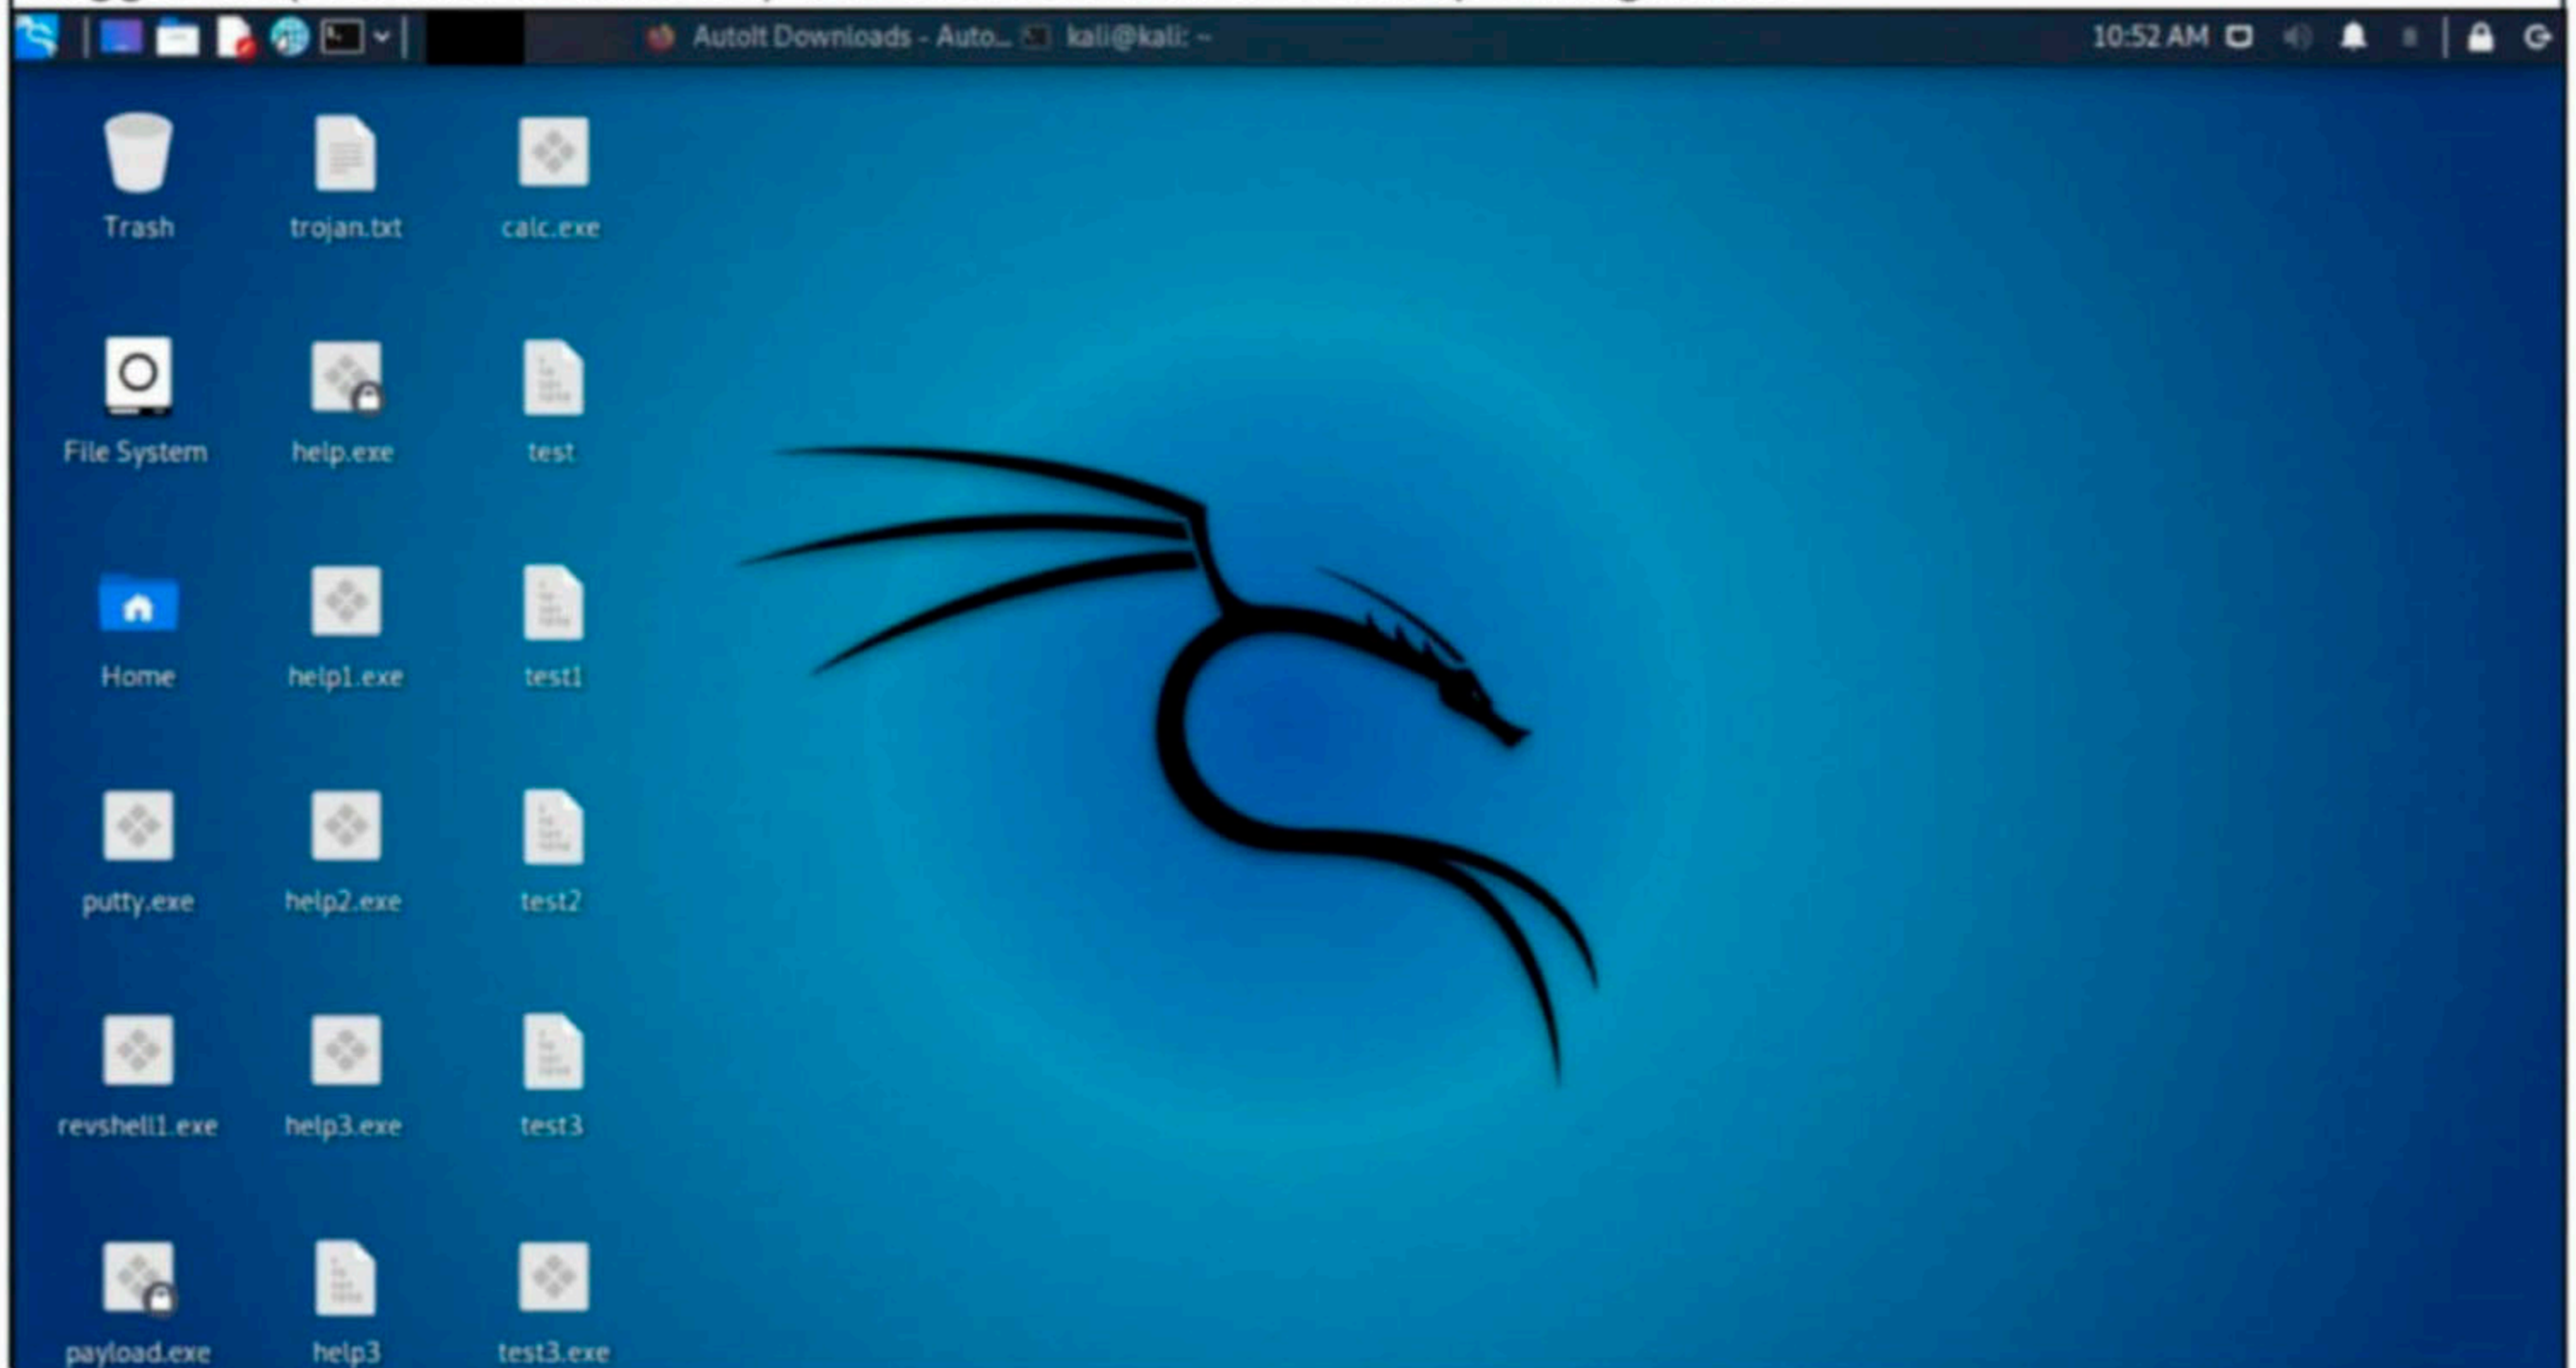 Autolt Downloads - Auto... kali@kali: ~ 10:52 AM
Trash trojan.txt calc.exe
File System help.exe test
Home help1.exe test1
putty.exe help2.exe test2
revshell1.exe help3.exe test3
payload.exe help3 test3.exe